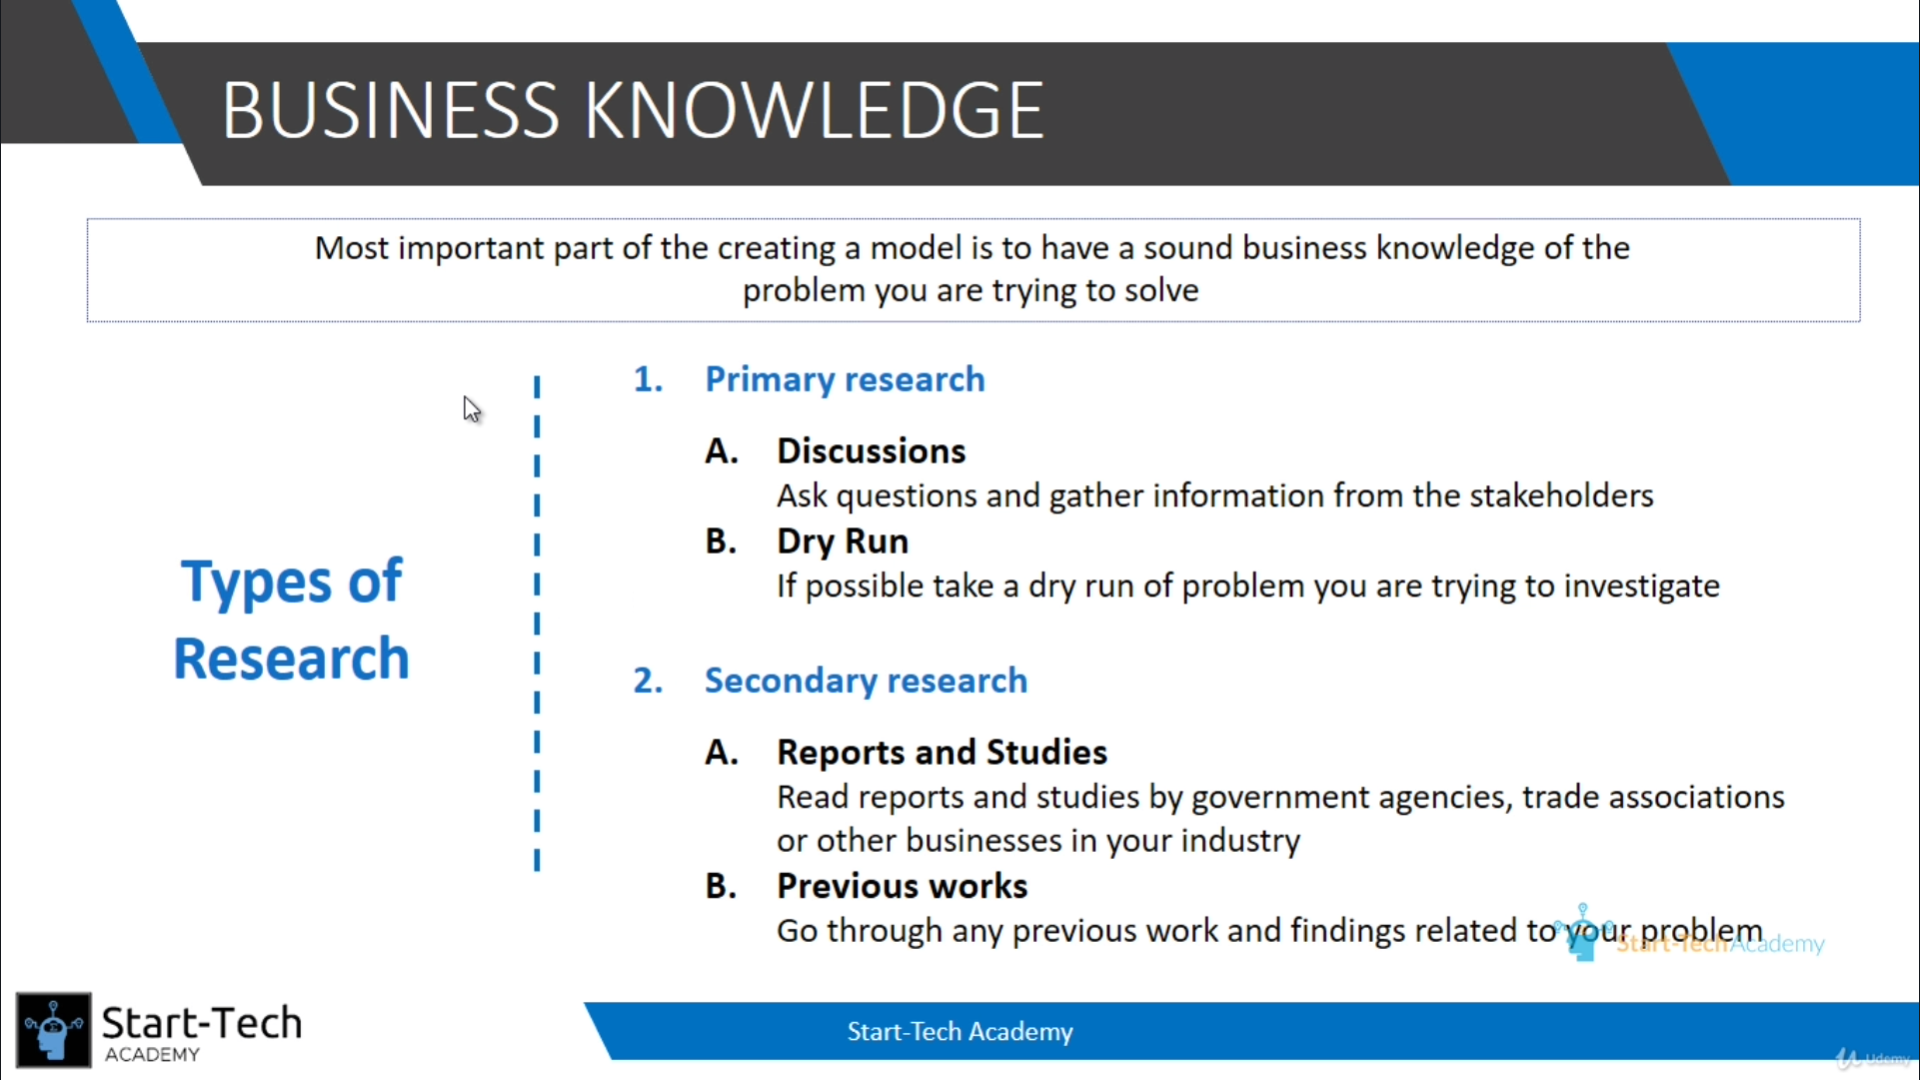 BUSINESS KNOWLEDGE
Most important part of the creating a model is to have a sound business knowledge of the
problem you are trying to solve
Types of
Research
1. Primary research
A. Discussions
Ask questions and gather information from the stakeholders
B. Dry Run
If possible take a dry run of problem you are trying to investigate
2. Secondary research
A. Reports and Studies
Read reports and studies by government agencies, trade associations
or other businesses in your industry
B. Previous works
Go through any previous work and findings related to your problem
Start-Tech Academy
Start-Tech
ACADEMY
Start-Tech Academy
Udemy